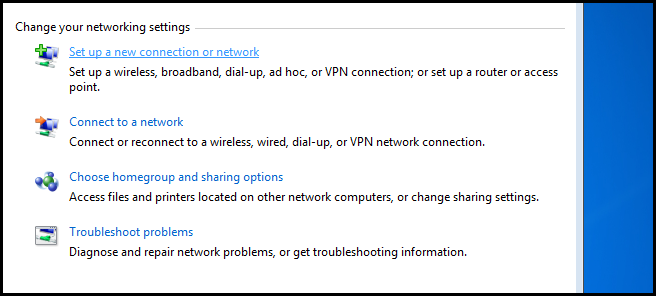 Change your networking settings
Set up a new connection or network
Set up a wireless, broadband, dial-up, ad hoc, or VPN connection; or set up a router or access
point.
Connect to a network
Connect or reconnect to a wireless, wired, dial-up, or VPN network connection.
Choose homegroup and sharing options
Access files and printers located on other network computers, or change sharing settings.
Troubleshoot problems
Diagnose and repair network problems, or get troubleshooting information.